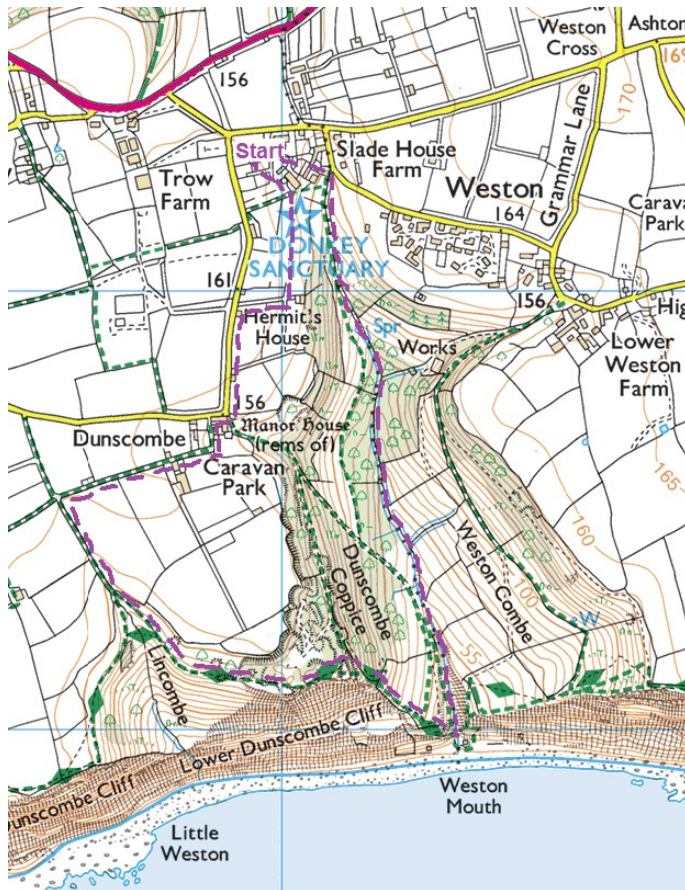 Weston
Cross
Ashton
169
156
170
Grammar Lane
Start
Slade House
Farm
Trow
Farm
Weston
164
Carava
Park
DONKEY
SANCTUARY
161
156
Hermit's
House
Spr
Works
Hig
Lower
Weston
Farm
156
Manor House
(rems of)
Dunscombe
Caravan
Park
165
160
Dunscombe
Coppice
Weston Combe
100
55
W
Lincombe
Lower Dunscombe Cliff
Dunscombe Cliff
Weston
Mouth
Little
Weston